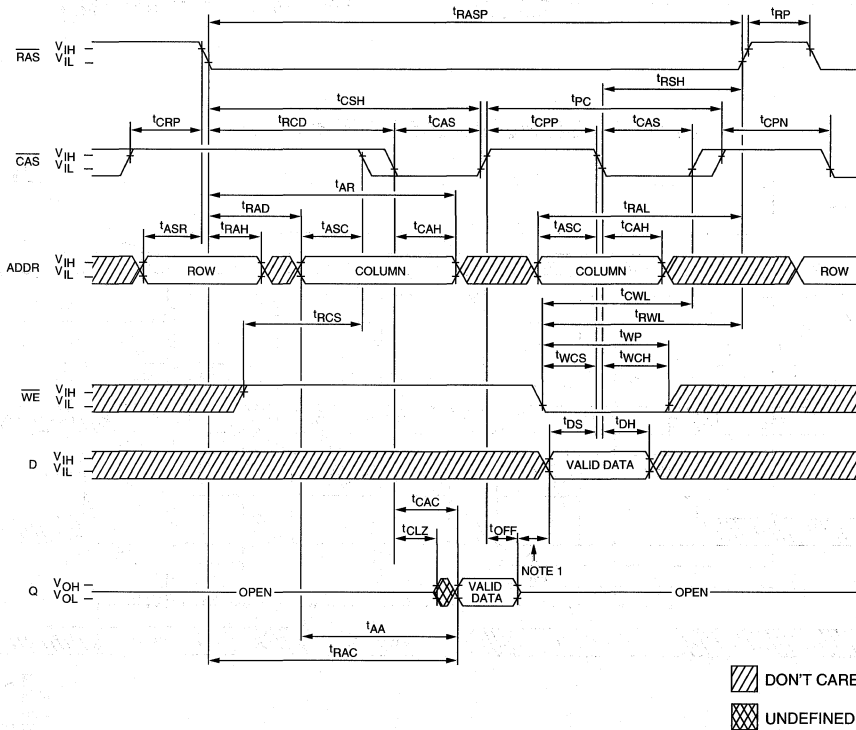 tRASP tRP
RAS VIH VIL
tRSH
tCSH tPC
tCRP tRCD tCAS tCPP tCAS tCPN
CAS VIH VIL
tAR
tRAD tRAL
tASR tRAH tASC tCAH tASC tCAH
ADDR VIH VIL ROW COLUMN COLUMN ROW
tCWL
tRCS tRWL
tWP
tWCS tWCH
WE VIH VIL
tDS tDH
D VIH VIL VALID DATA
tCAC
tCLZ tOFF
NOTE 1
Q VOH VOL OPEN VALID DATA OPEN
tAA
tRAC
DON'T CARE
UNDEFINED